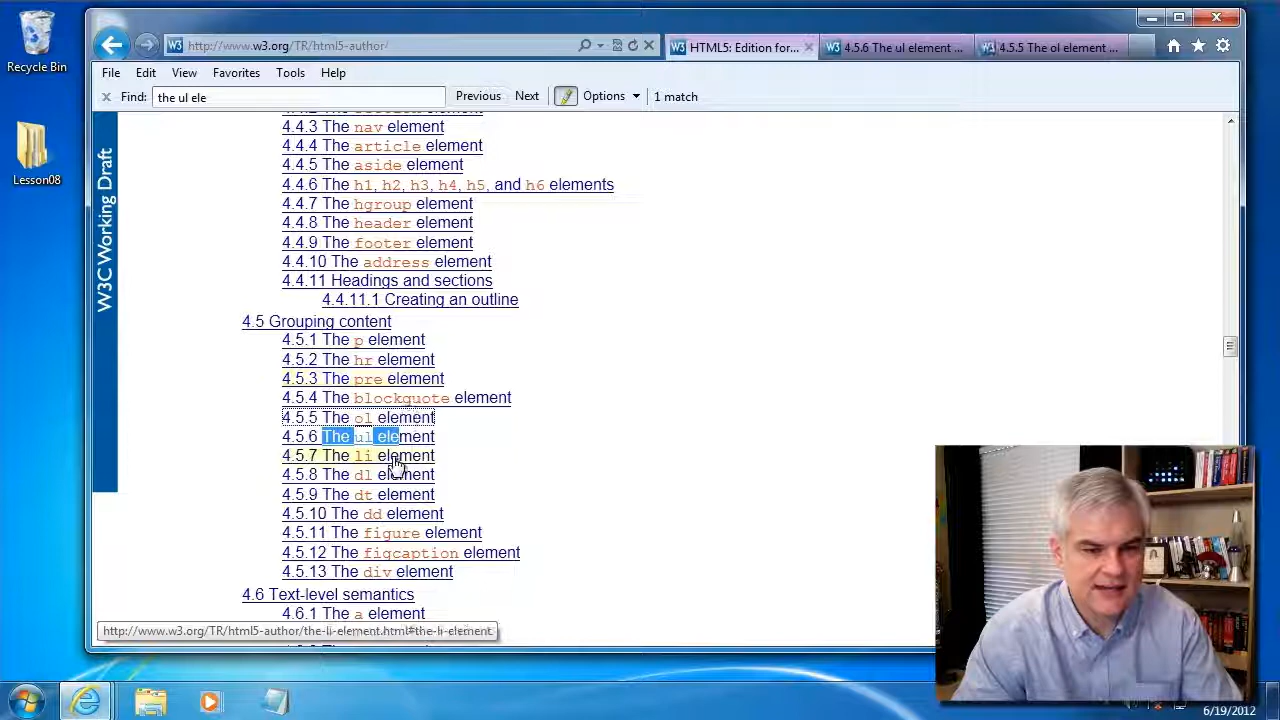 Recycle Bin
Lesson08
http://www.w3.org/TR/html5-author/
W3 HTML5: Edition for...
W3 4.5.6 The ul element ...
W3 4.5.5 The ol element ...
File Edit View Favorites Tools Help
Find: the ul ele Previous Next Options 1 match
W3C Working Draft
4.4.3 The nav element
4.4.4 The article element
4.4.5 The aside element
4.4.6 The h1, h2, h3, h4, h5, and h6 elements
4.4.7 The hgroup element
4.4.8 The header element
4.4.9 The footer element
4.4.10 The address element
4.4.11 Headings and sections
4.4.11.1 Creating an outline
4.5 Grouping content
4.5.1 The p element
4.5.2 The hr element
4.5.3 The pre element
4.5.4 The blockquote element
4.5.5 The ol element
4.5.6 The ul element
4.5.7 The li element
4.5.8 The dl element
4.5.9 The dt element
4.5.10 The dd element
4.5.11 The figure element
4.5.12 The figcaption element
4.5.13 The div element
4.6 Text-level semantics
4.6.1 The a element
http://www.w3.org/TR/html5-author/the-li-element.html#the-li-element
6/19/2012